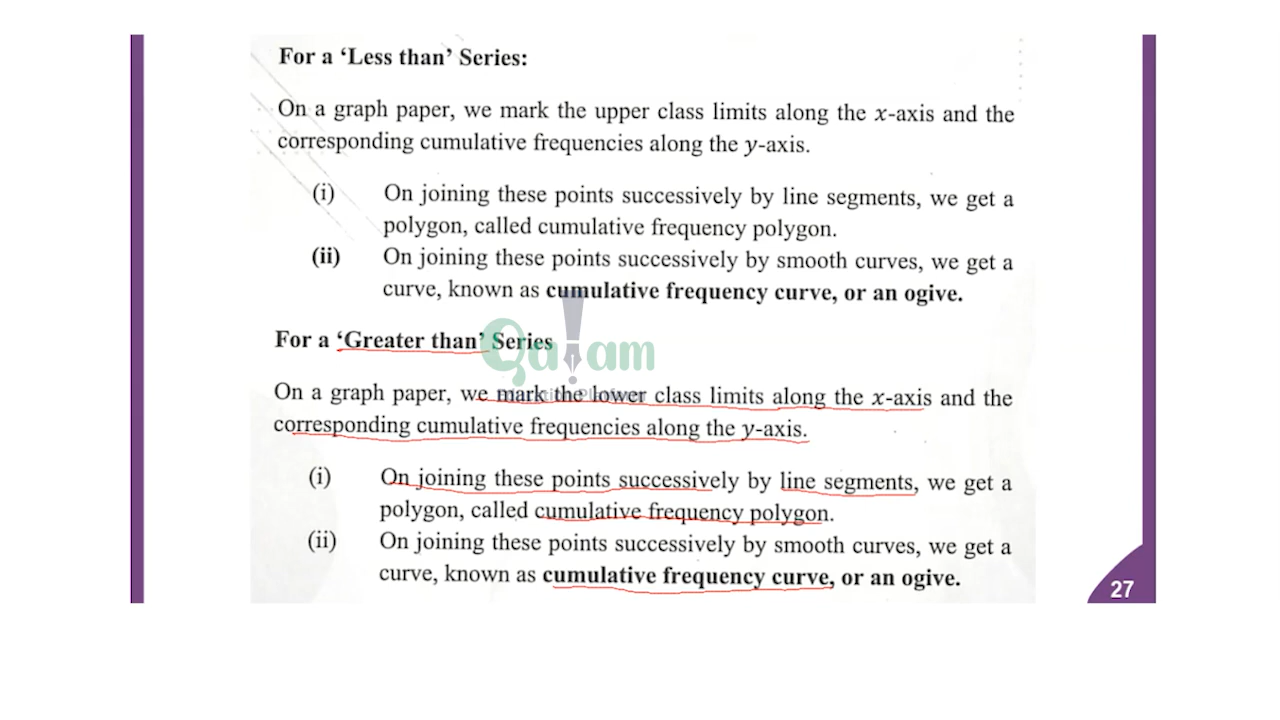 For a ‘Less than’ Series:
On a graph paper, we mark the upper class limits along the x-axis and the
corresponding cumulative frequencies along the y-axis.
(i) On joining these points successively by line segments, we get a
polygon, called cumulative frequency polygon.
(ii) On joining these points successively by smooth curves, we get a
curve, known as cumulative frequency curve, or an ogive.
For a ‘Greater than’ Series
Qalam
On a graph paper, we mark the lower class limits along the x-axis and the
corresponding cumulative frequencies along the y-axis.
(i) On joining these points successively by line segments, we get a
polygon, called cumulative frequency polygon.
(ii) On joining these points successively by smooth curves, we get a
curve, known as cumulative frequency curve, or an ogive.
27